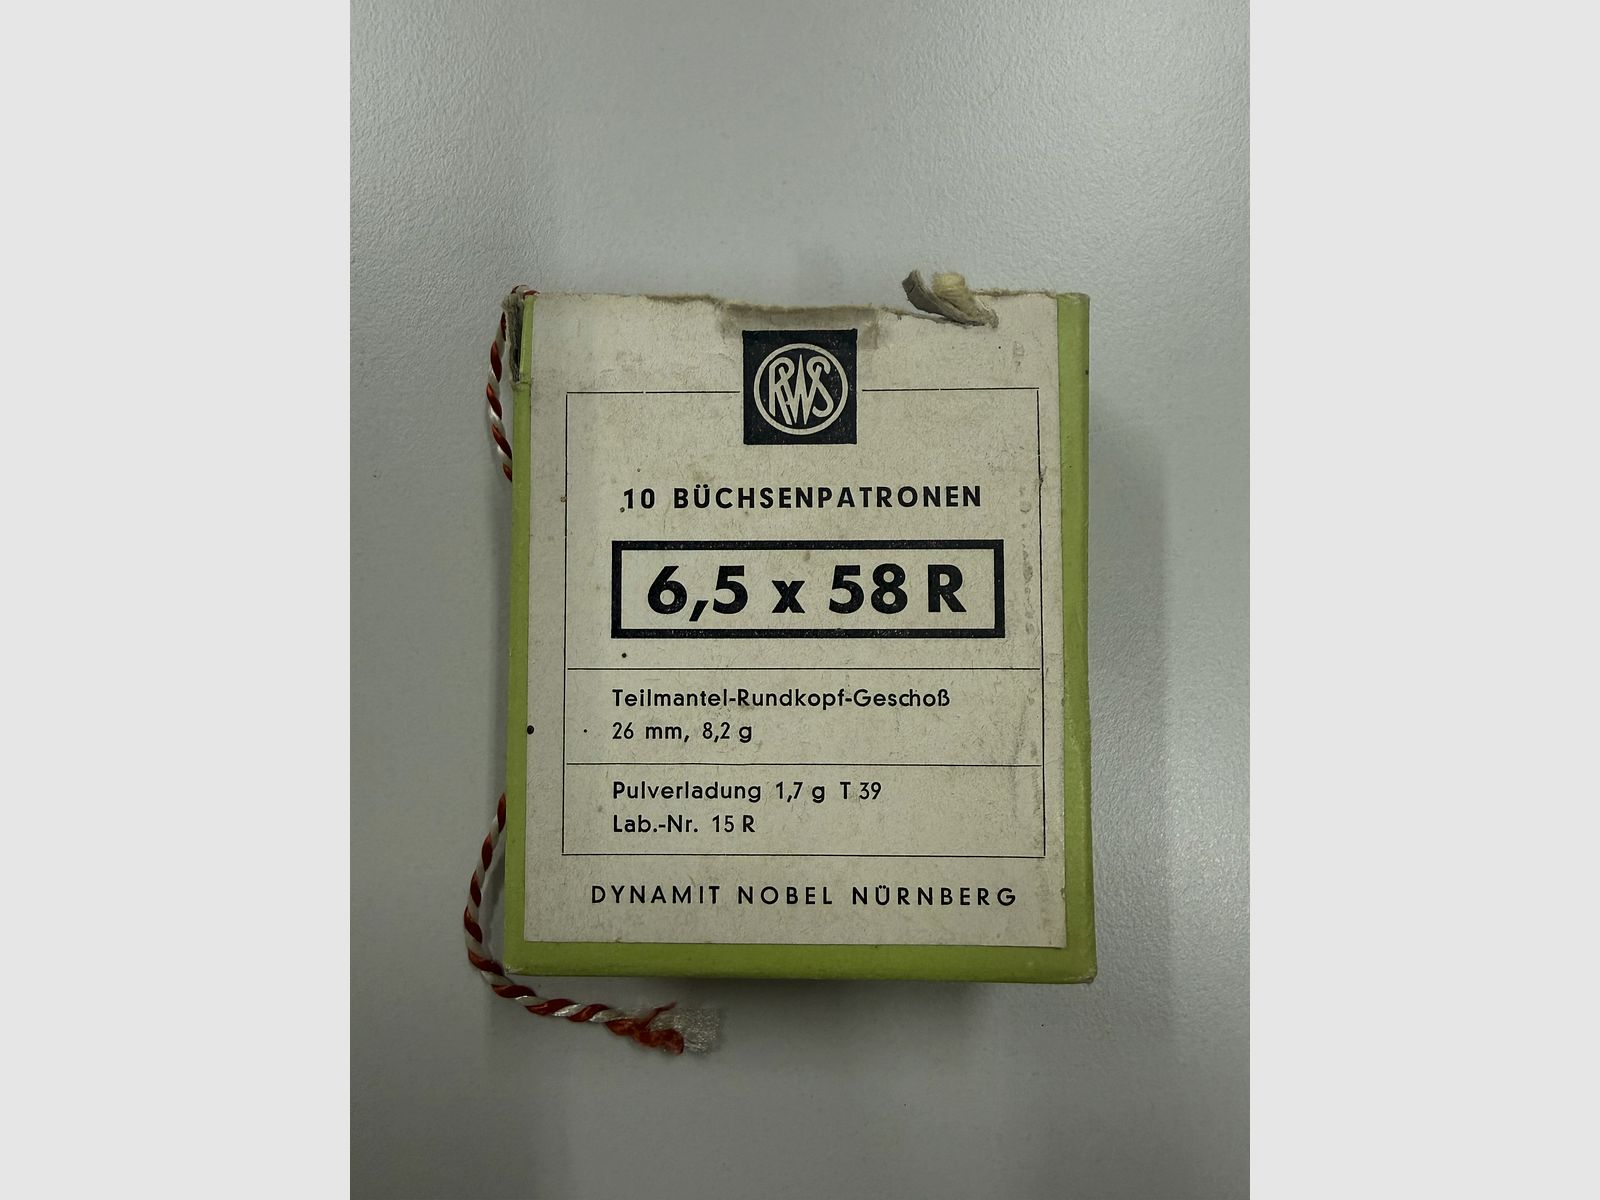 RWS
10 BÜCHSENPATRONEN
6,5 x 58 R
Teilmantel-Rundkopf-Geschoß
26 mm, 8,2 g
Pulverladung 1,7 g T 39
Lab.-Nr. 15 R
DYNAMIT NOBEL NÜRNBERG